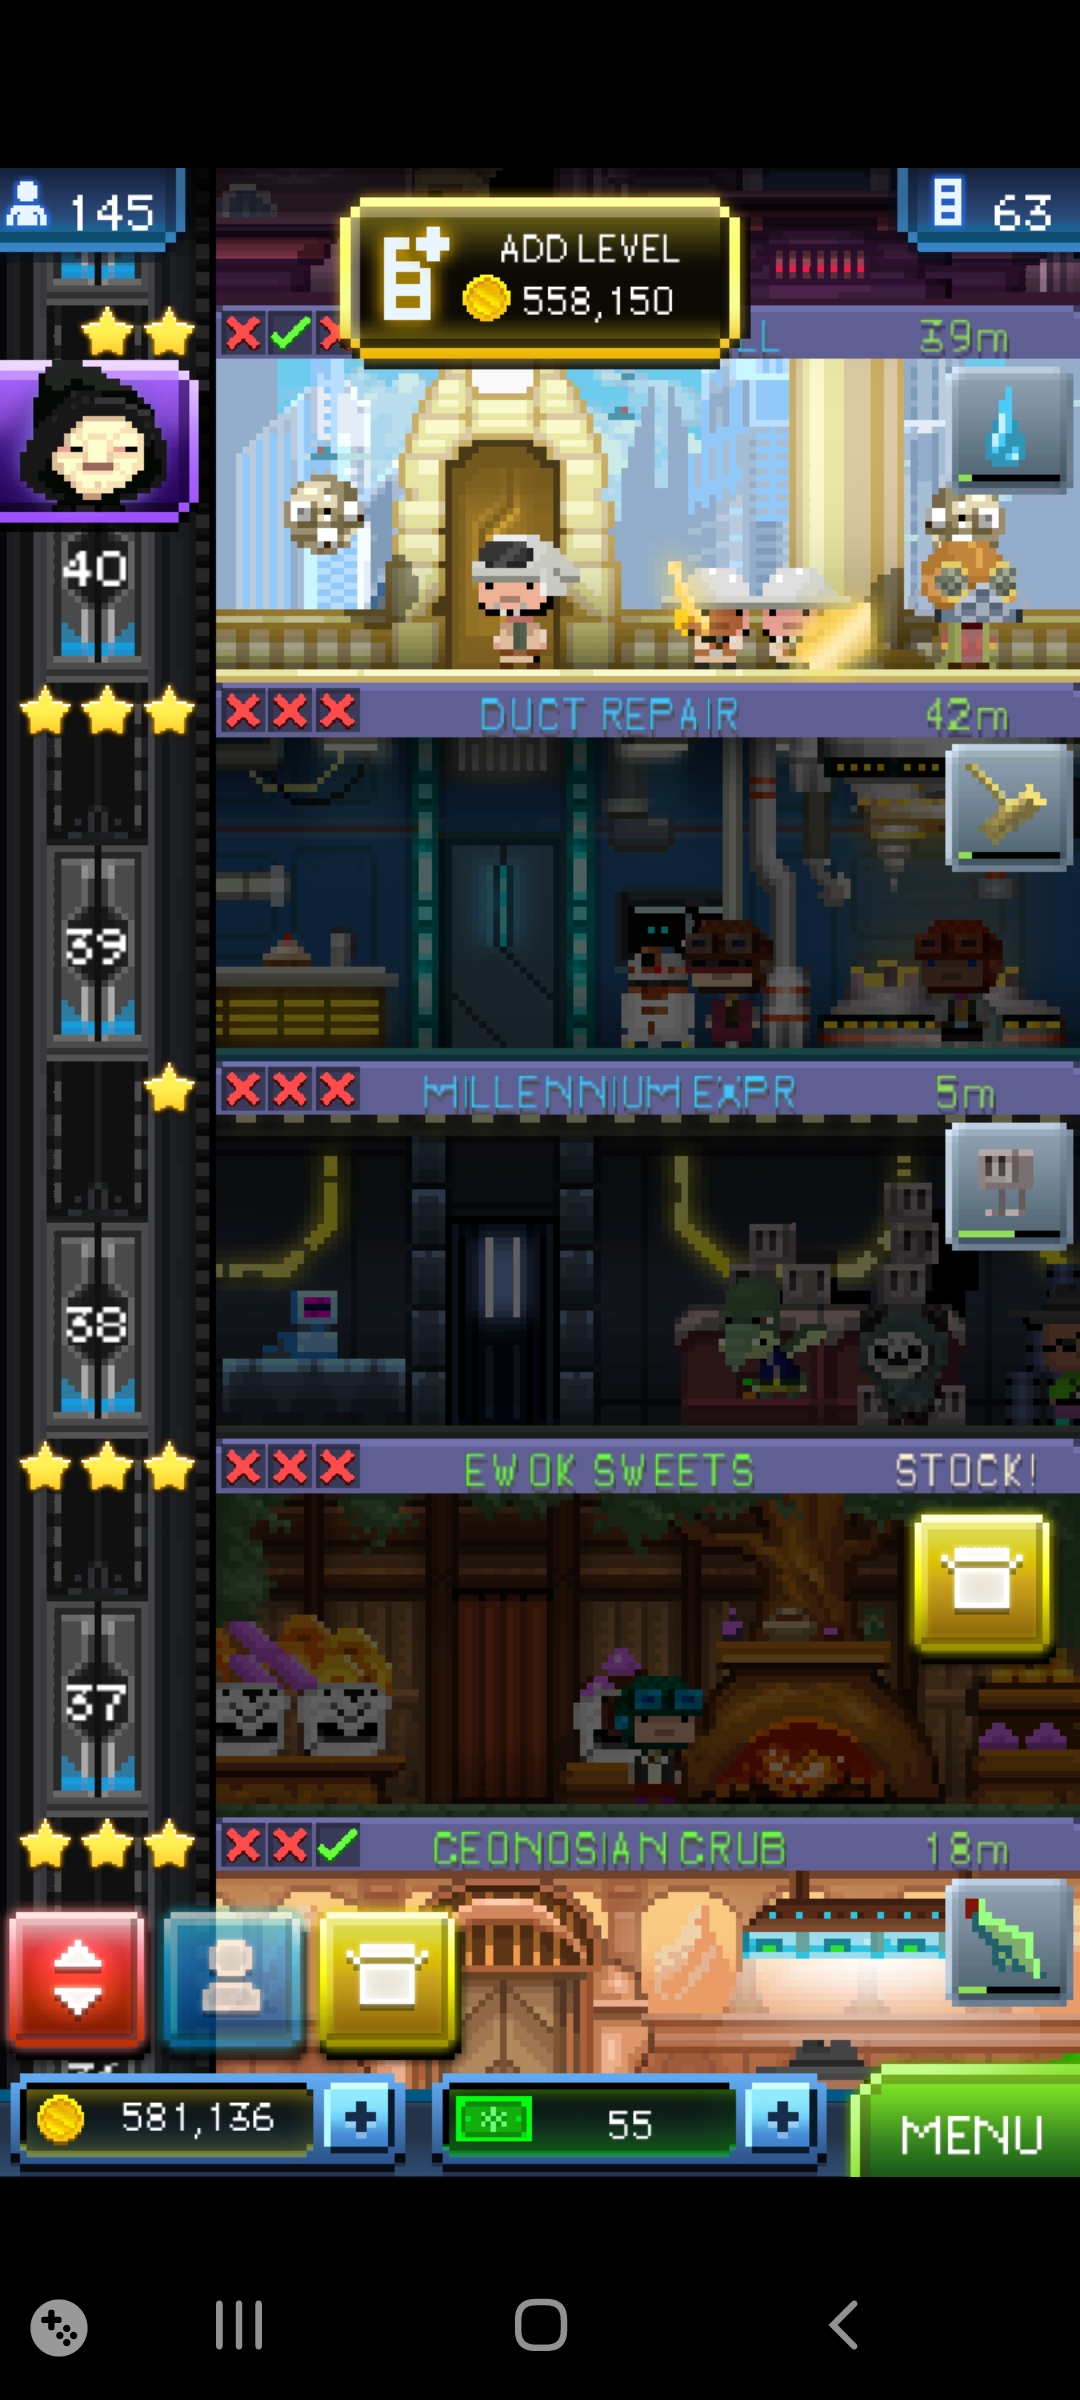 145
63
ADD LEVEL
558,150
LL
39m
40
DUCT REPAIR
42m
39
MILLENNIUM EXPR
5m
38
EWOK SWEETS
STOCK!
37
GEONOSIAN GRUB
18m
581,136
55
MENU